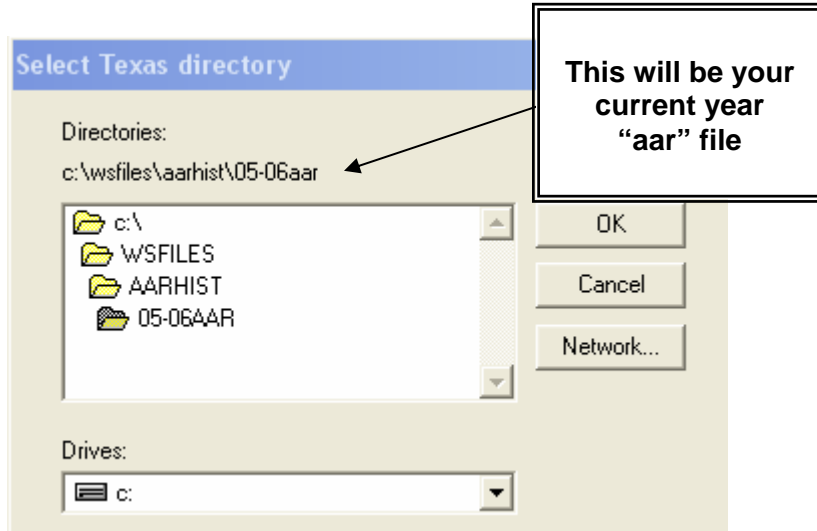 Select Texas directory
This will be your
current year
“aar” file
Directories:
c:\wsfiles\aarhist\05-06aar
c:\
WSFILES
AARHIST
05-06AAR
OK
Cancel
Network...
Drives:
c: